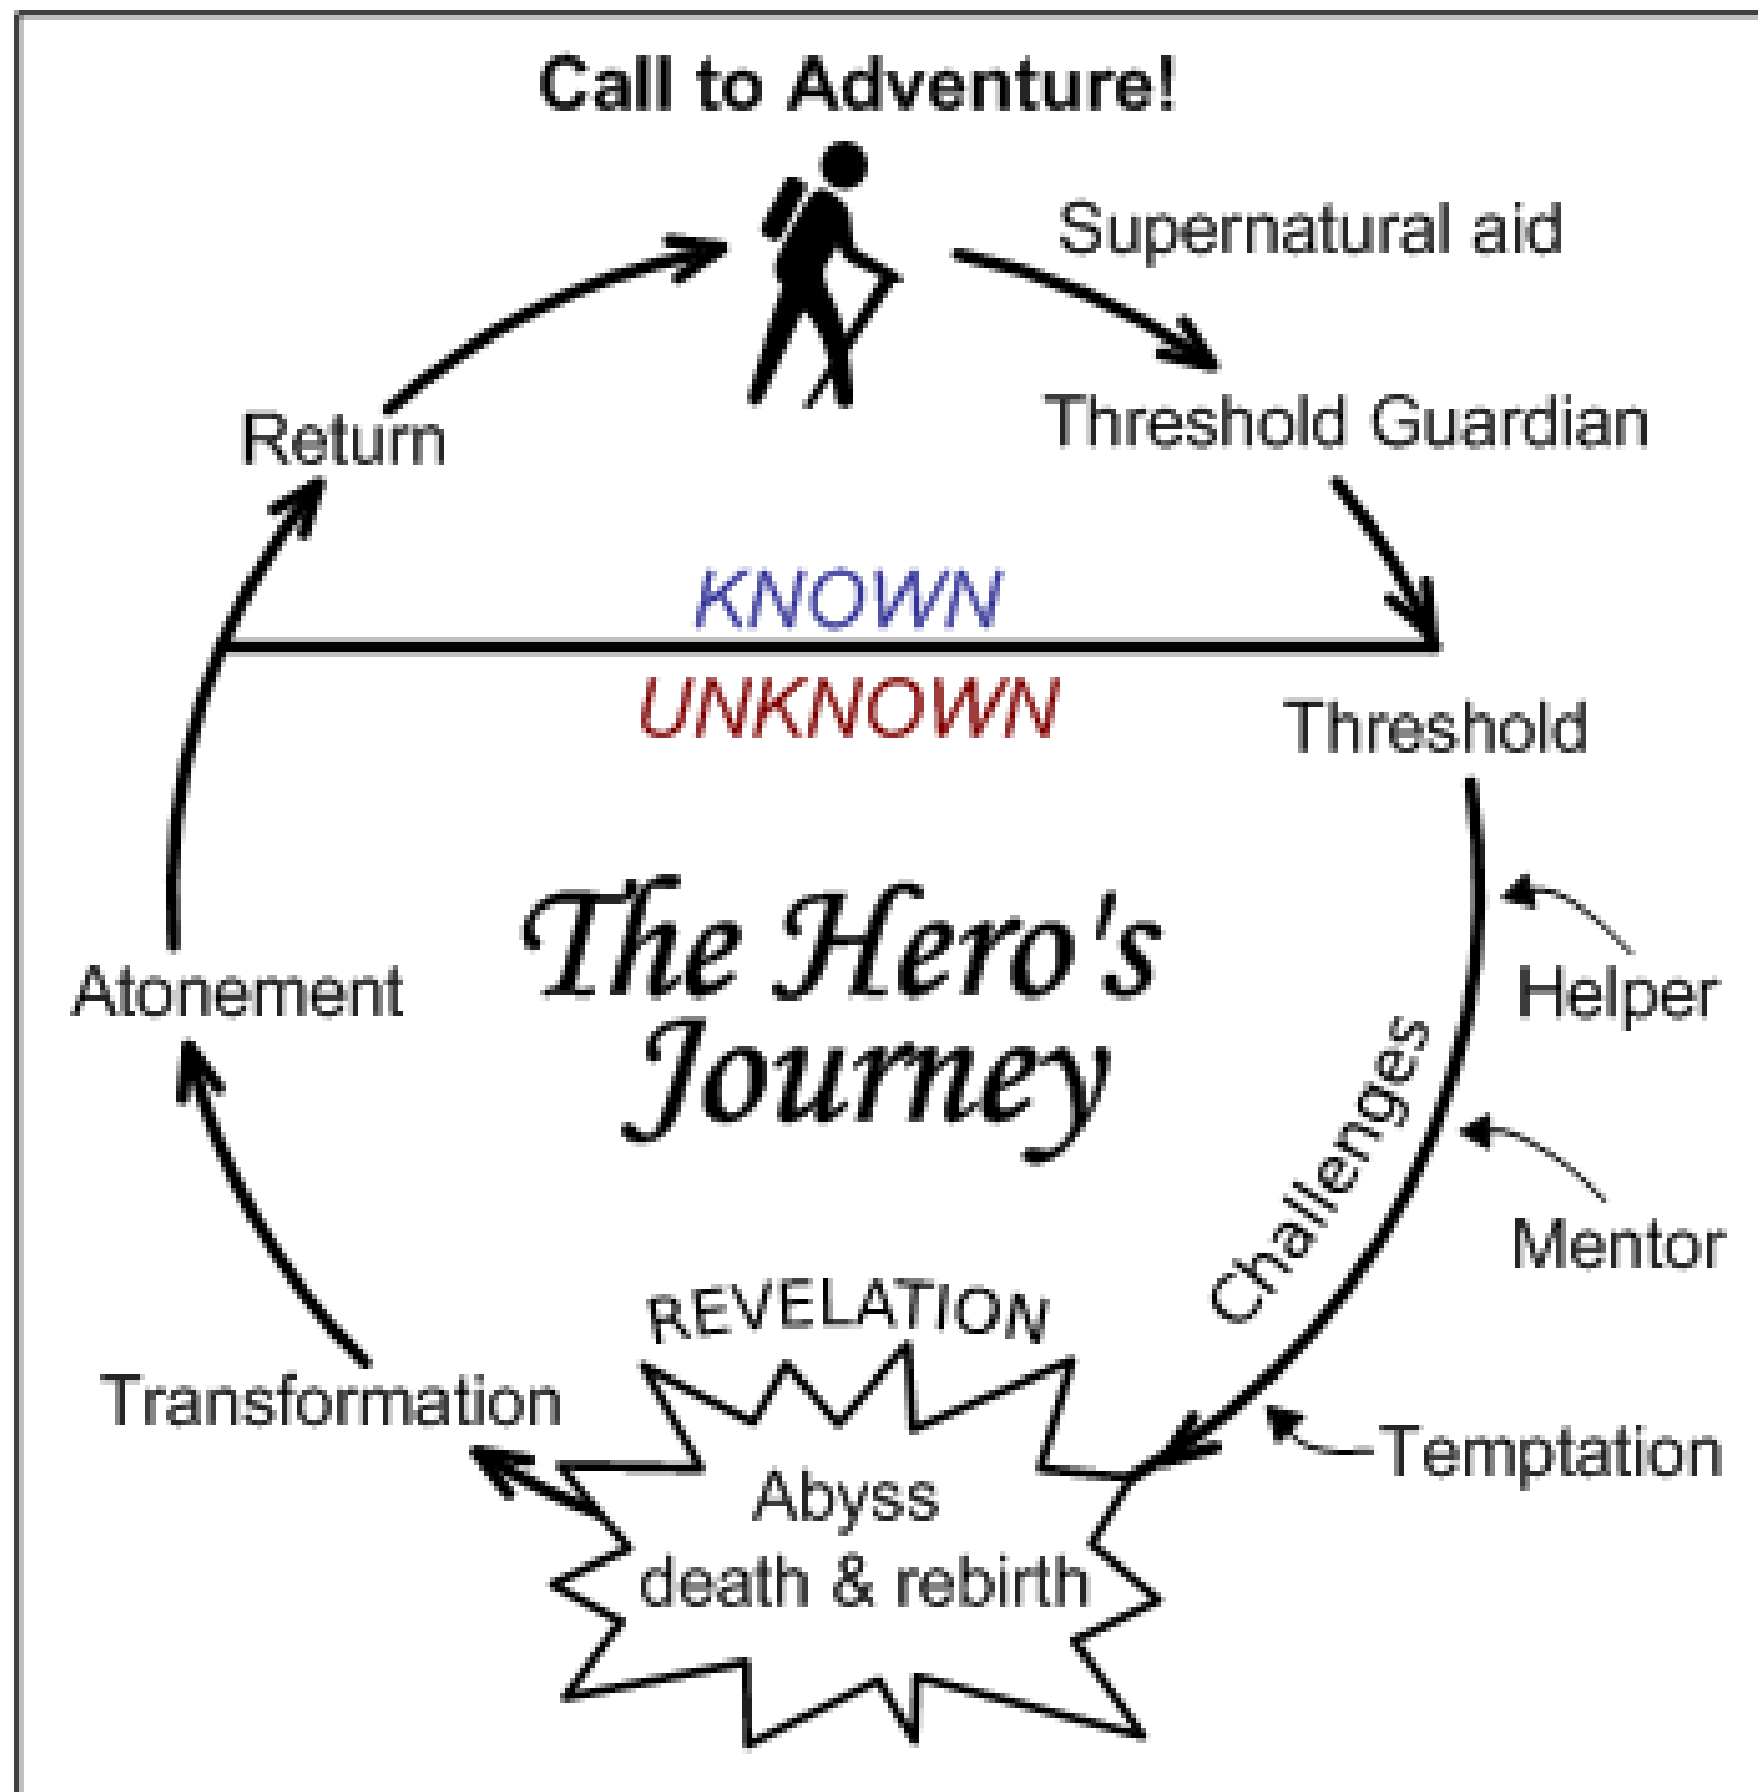 Call to Adventure!
Supernatural aid
Threshold Guardian
Return
KNOWN
UNKNOWN
Threshold
The Hero's
Journey
Helper
Atonement
Challenges
Mentor
REVELATION
Transformation
Temptation
Abyss
death & rebirth